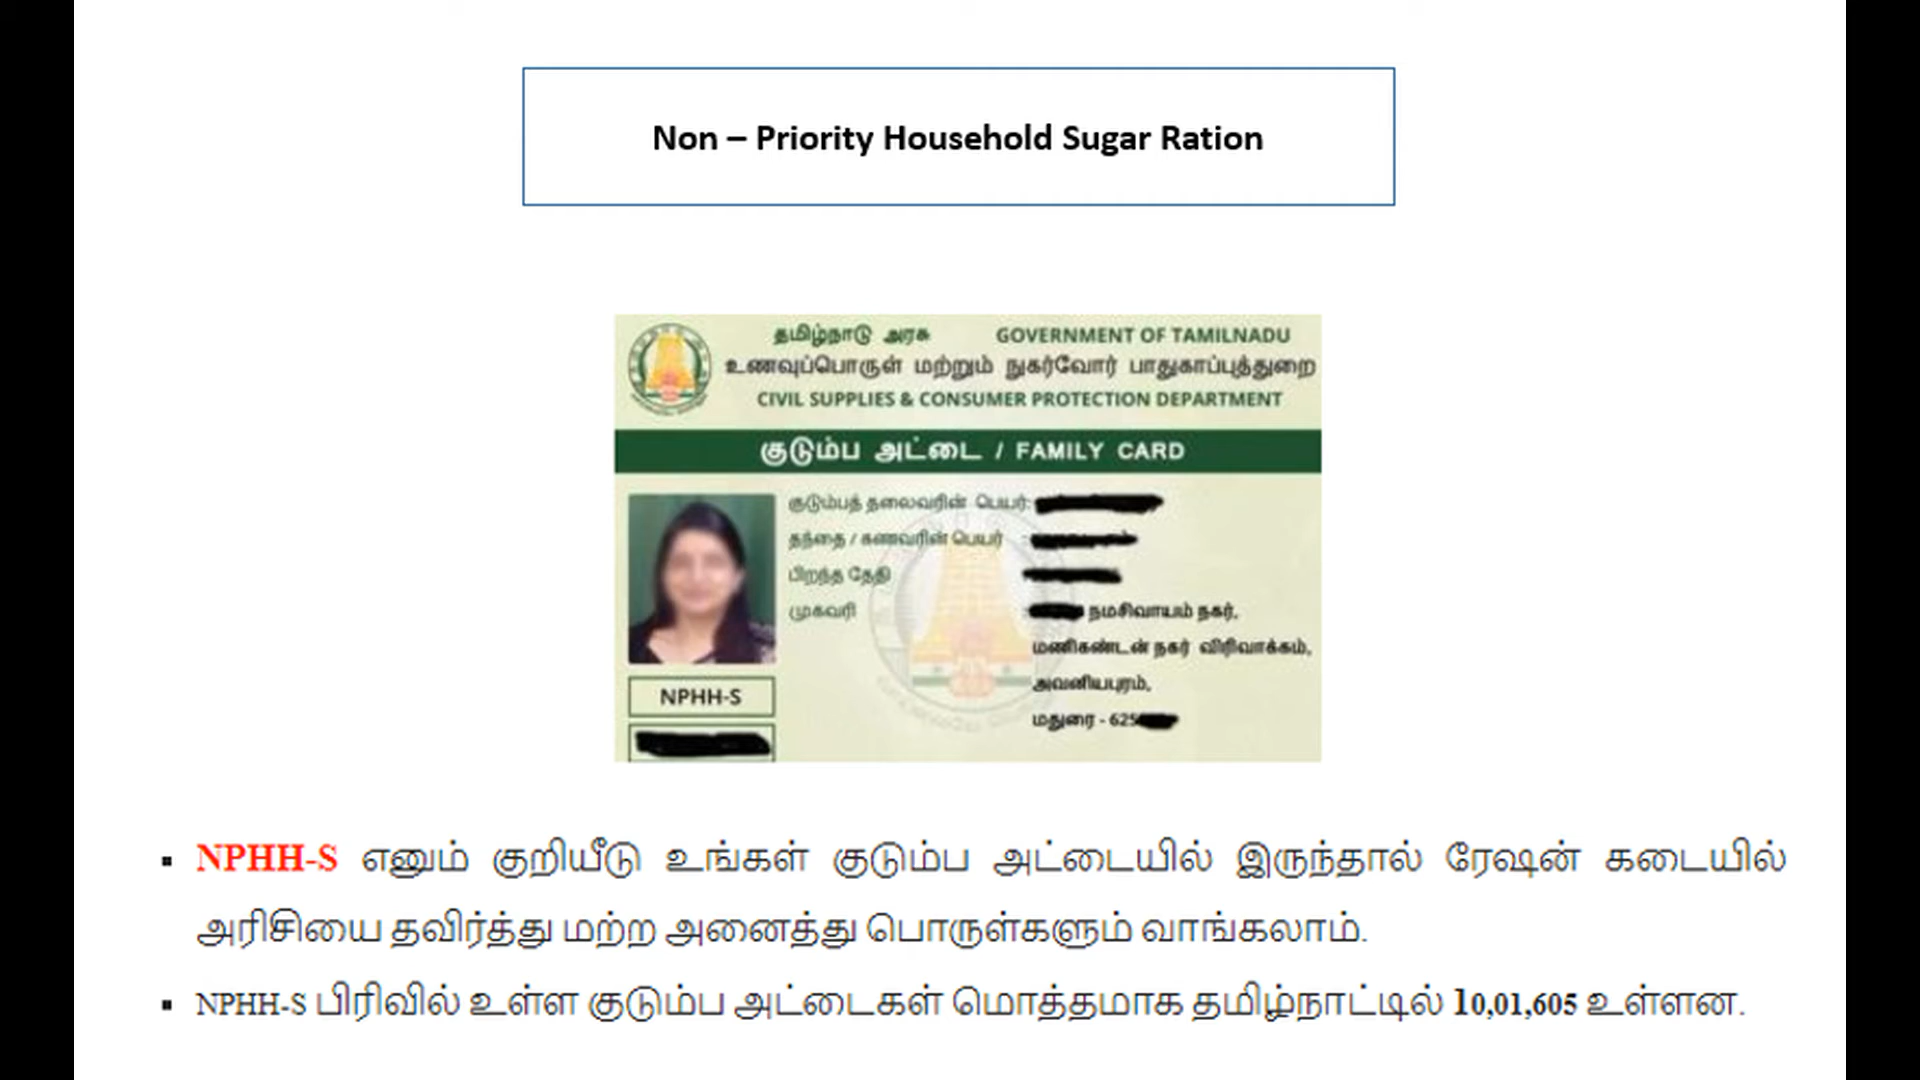 Non – Priority Household Sugar Ration
தமிழ்நாடு அரசு GOVERNMENT OF TAMILNADU
உணவுப்பொருள் மற்றும் நுகர்வோர் பாதுகாப்புத்துறை
CIVIL SUPPLIES & CONSUMER PROTECTION DEPARTMENT
குடும்ப அட்டை / FAMILY CARD
குடும்பத் தலைவரின் பெயர்:
தந்தை / கணவரின் பெயர் :
பிறந்த தேதி
முகவரி நமசிவாயம் நகர்,
மணிகண்டன் நகர் விரிவாக்கம்,
அவனியபுரம்,
மதுரை - 625
NPHH-S
▪ NPHH-S எனும் குறியீடு உங்கள் குடும்ப அட்டையில் இருந்தால் ரேஷன் கடையில்
அரிசியை தவிர்த்து மற்ற அனைத்து பொருள்களும் வாங்கலாம்.
▪ NPHH-S பிரிவில் உள்ள குடும்ப அட்டைகள் மொத்தமாக தமிழ்நாட்டில் 10,01,605 உள்ளன.